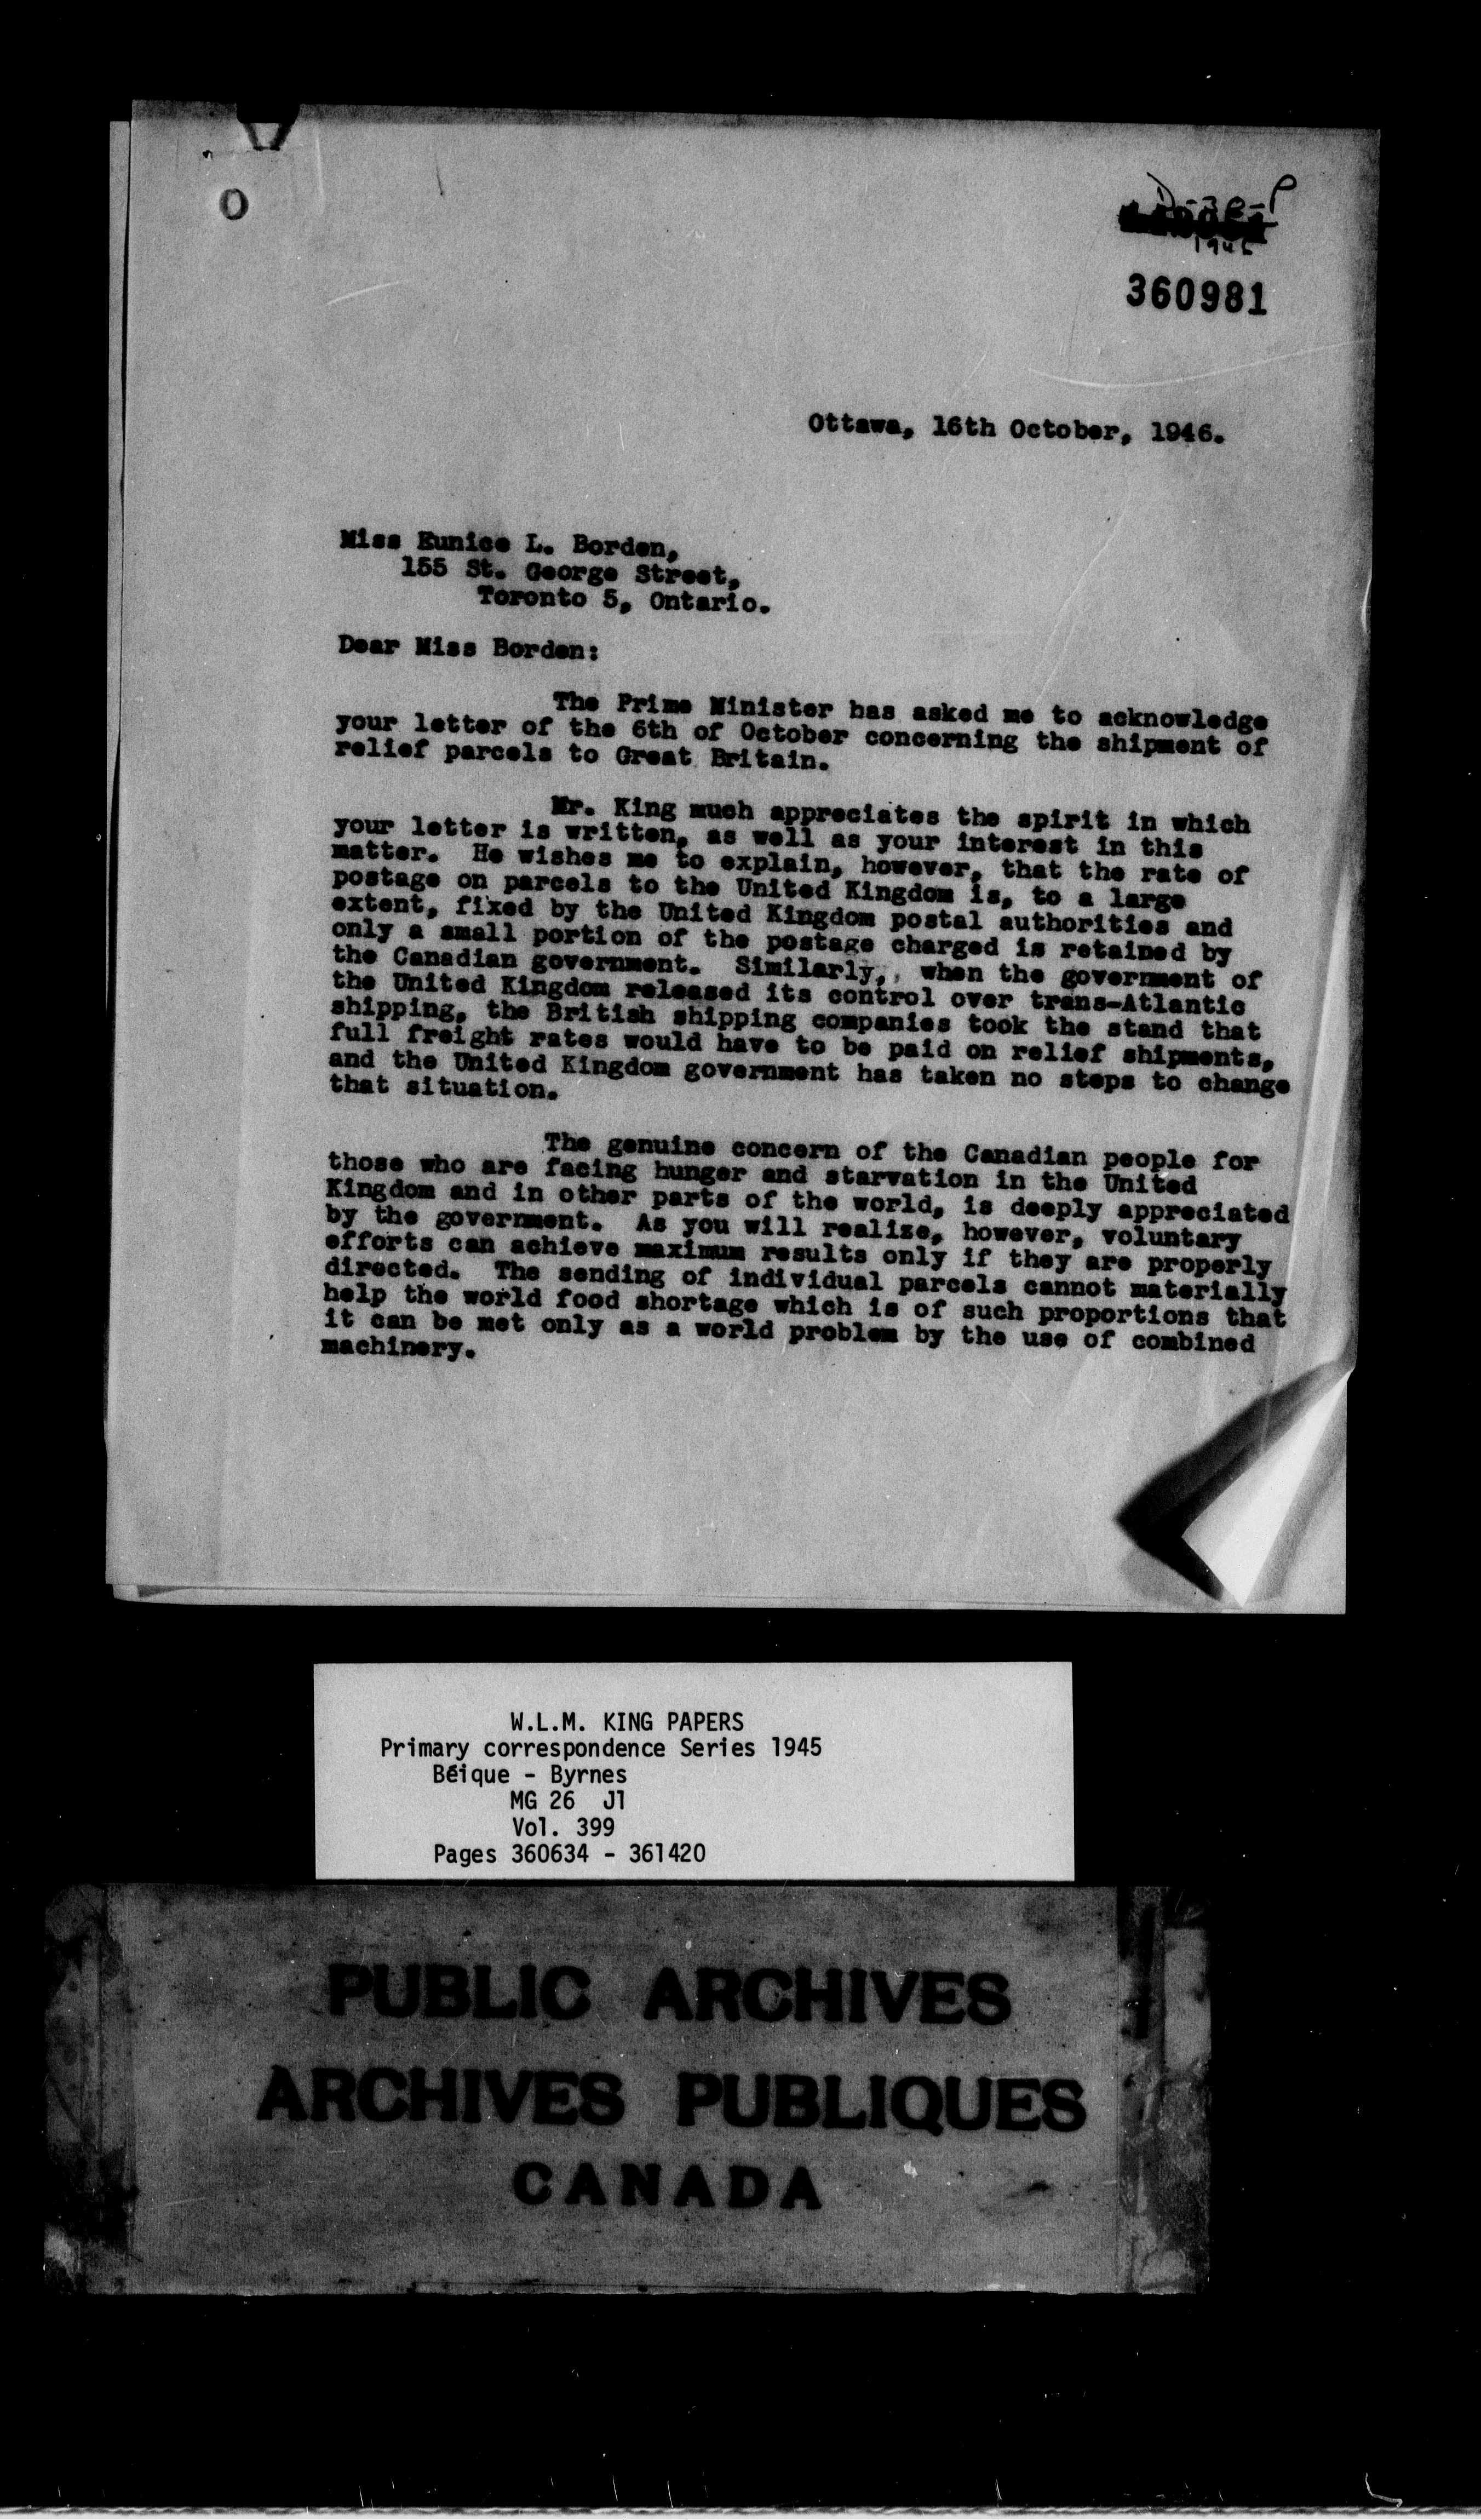 O
D-30-P
1946
360981
Ottawa, 16th October, 1946.
Miss Eunice L. Borden,
155 St. George Street,
Toronto 5, Ontario.
Dear Miss Borden:
The Prime Minister has asked me to acknowledge
your letter of the 6th of October concerning the shipment of
relief parcels to Great Britain.
Mr. King much appreciates the spirit in which
your letter is written, as well as your interest in this
matter. He wishes me to explain, however, that the rate of
postage on parcels to the United Kingdom is, to a large
extent, fixed by the United Kingdom postal authorities and
only a small portion of the postage charged is retained by
the Canadian government. Similarly,, when the government of
the United Kingdom released its control over trans-Atlantic
shipping, the British shipping companies took the stand that
full freight rates would have to be paid on relief shipments,
and the United Kingdom government has taken no steps to change
that situation.
The genuine concern of the Canadian people for
those who are facing hunger and starvation in the United
Kingdom and in other parts of the world, is deeply appreciated
by the government. As you will realize, however, voluntary
efforts can achieve maximum results only if they are properly
directed. The sending of individual parcels cannot materially
help the world food shortage which is of such proportions that
it can be met only as a world problem by the use of combined
machinery.
W.L.M. KING PAPERS
Primary correspondence Series 1945
Béique - Byrnes
MG 26 J1
Vol. 399
Pages 360634 - 361420
PUBLIC ARCHIVES
ARCHIVES PUBLIQUES
CANADA